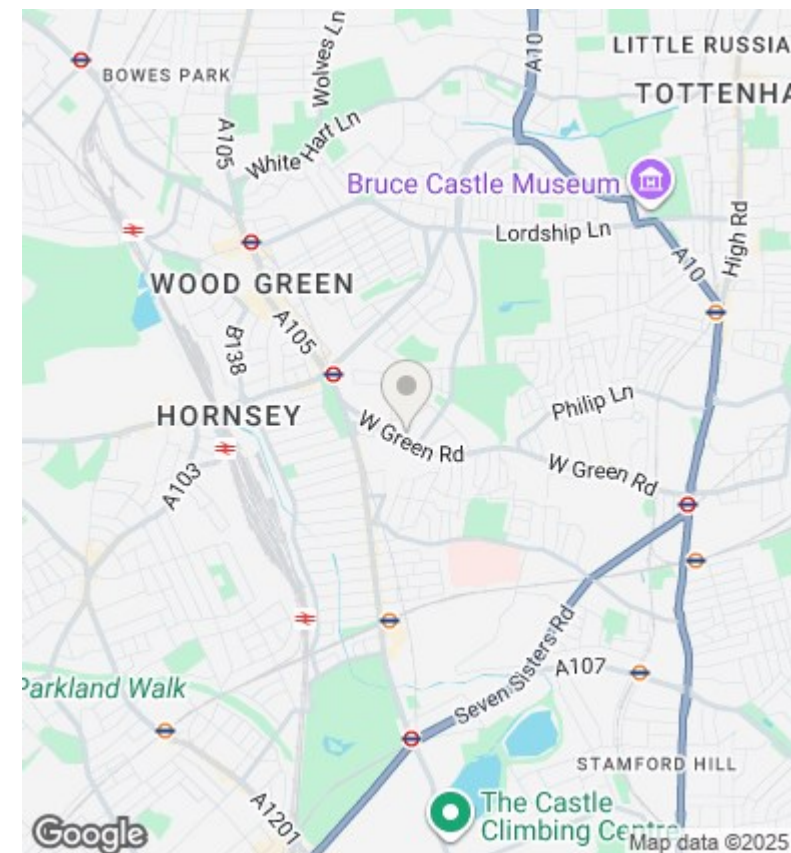 LITTLE RUSSIA
BOWES PARK
Wolves Ln
A10
TOTTENHA
A105
White Hart Ln
Bruce Castle Museum
Lordship Ln
High Rd
A10
WOOD GREEN
A105
B138
HORNSEY
Philip Ln
W Green Rd
W Green Rd
A103
Seven Sisters Rd
A107
Parkland Walk
STAMFORD HILL
A1201
The Castle
Climbing Centre
Google
Map data ©2025